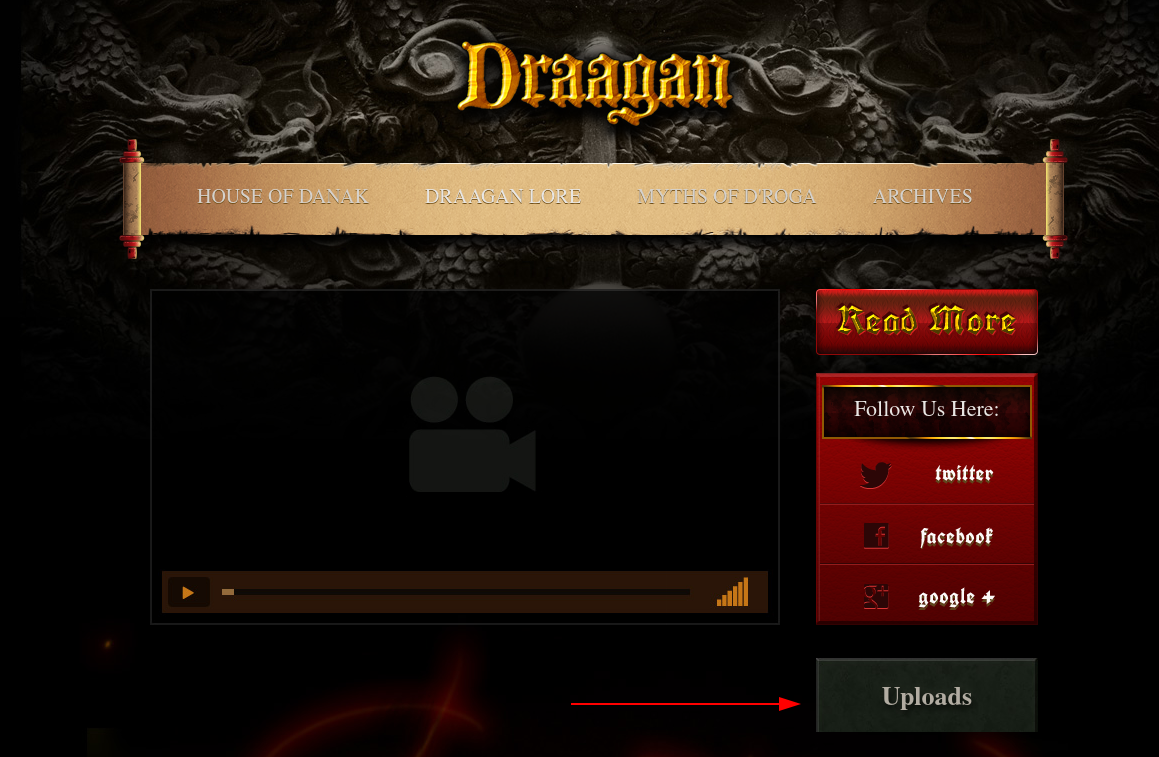 Draagan
HOUSE OF DANAK DRAAGAN LORE MYTHS OF D'ROGA ARCHIVES
Read More
Follow Us Here:
twitter
facebook
google +
Uploads